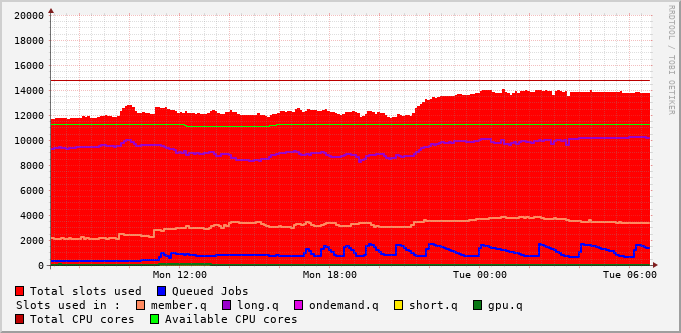 20000
18000
16000
14000
12000
10000
8000
6000
4000
2000
0
Mon 12:00 Mon 18:00 Tue 00:00 Tue 06:00
RRDTOOL / TOBI OETIKER
Total slots used Queued Jobs
Slots used in : member.q long.q ondemand.q short.q gpu.q
Total CPU cores Available CPU cores